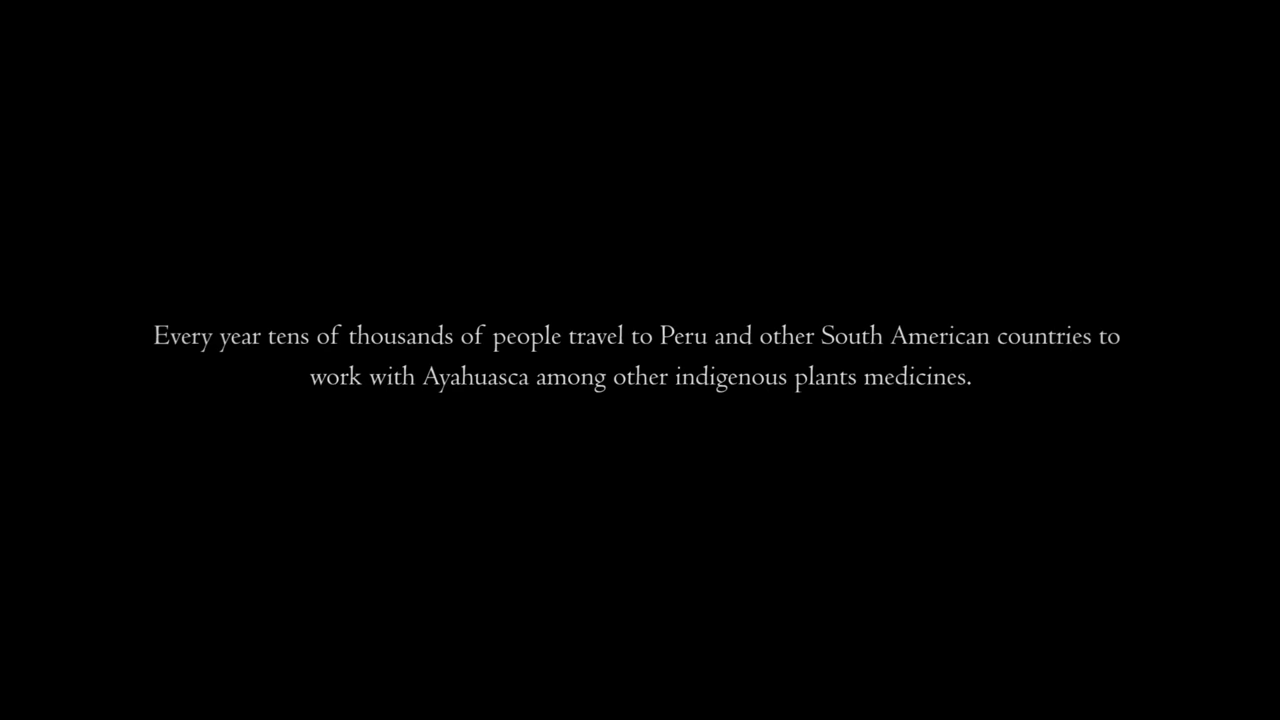 Every year tens of thousands of people travel to Peru and other South American countries to
work with Ayahuasca among other indigenous plants medicines.